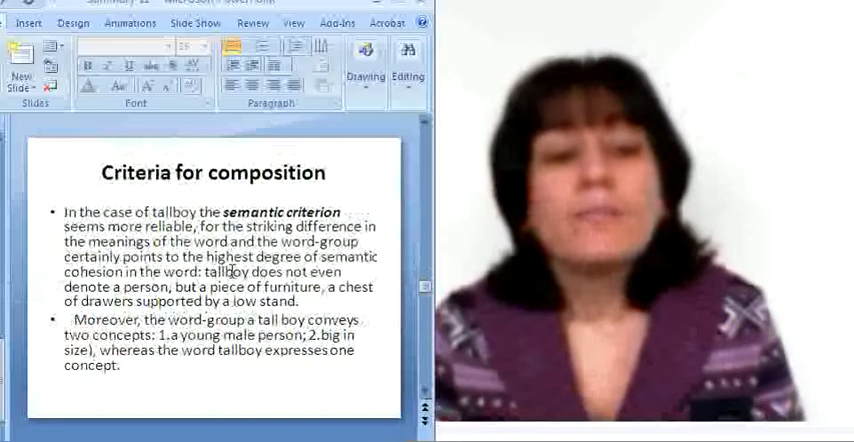 Insert Design Animations Slide Show Review View Add-Ins Acrobat
New
Slide
Drawing Editing
Slides Font Paragraph
Criteria for composition
• In the case of tallboy the semantic criterion
seems more reliable, for the striking difference in
the meanings of the word and the word-group
certainly points to the highest degree of semantic
cohesion in the word: tallboy does not even
denote a person, but a piece of furniture, a chest
of drawers supported by a low stand.
• Moreover, the word-group a tall boy conveys
two concepts: 1.a young male person; 2.big in
size), whereas the word tallboy expresses one
concept.